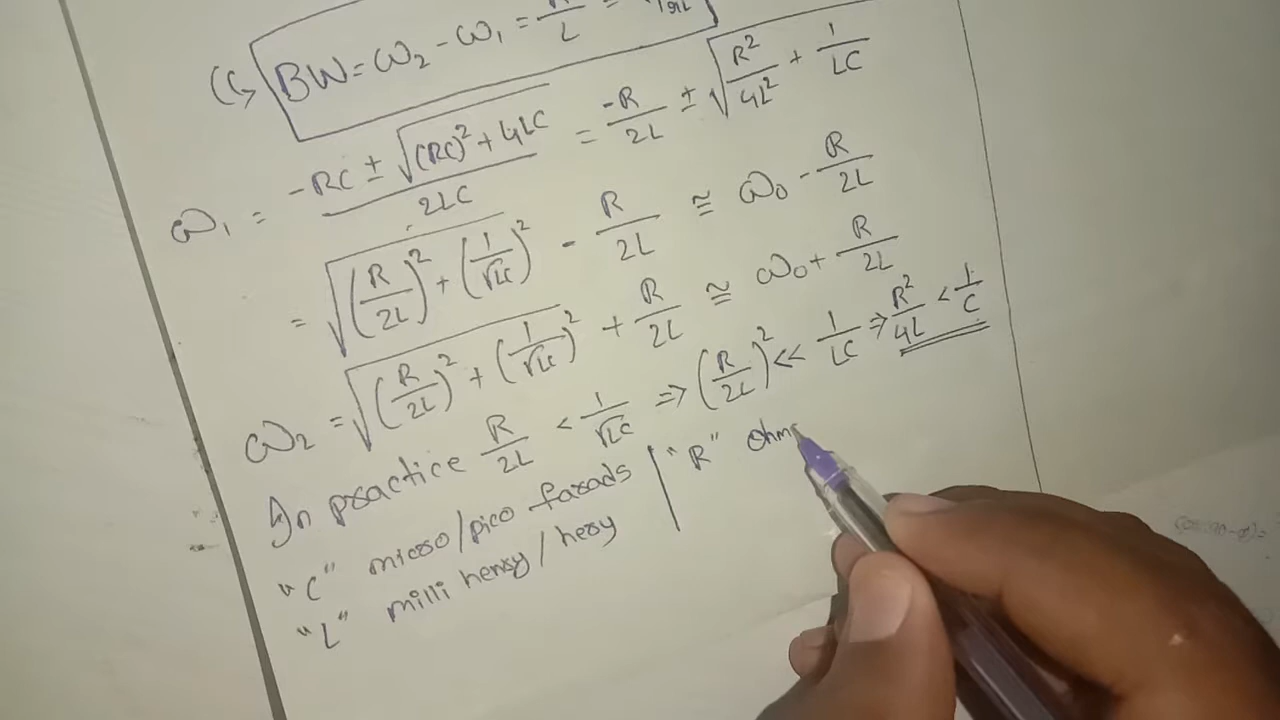 BW = ω₂ - ω₁ = R/L =
ω₁ = (-RC ± √((RC)² + 4LC))/2LC = -R/2L ± √(R²/4L² + 1/LC)
= √((R/2L)² + (1/√LC)²) - R/2L ≅ ω₀ - R/2L
ω₂ = √((R/2L)² + (1/√LC)²) + R/2L ≅ ω₀ + R/2L
In practice R/2L < 1/√LC ⇒ (R/2L)² << 1/LC ⇒ R²/4L < 1/C
"C" micro/pico farads | "R" Ohm
"L" milli henry/heny